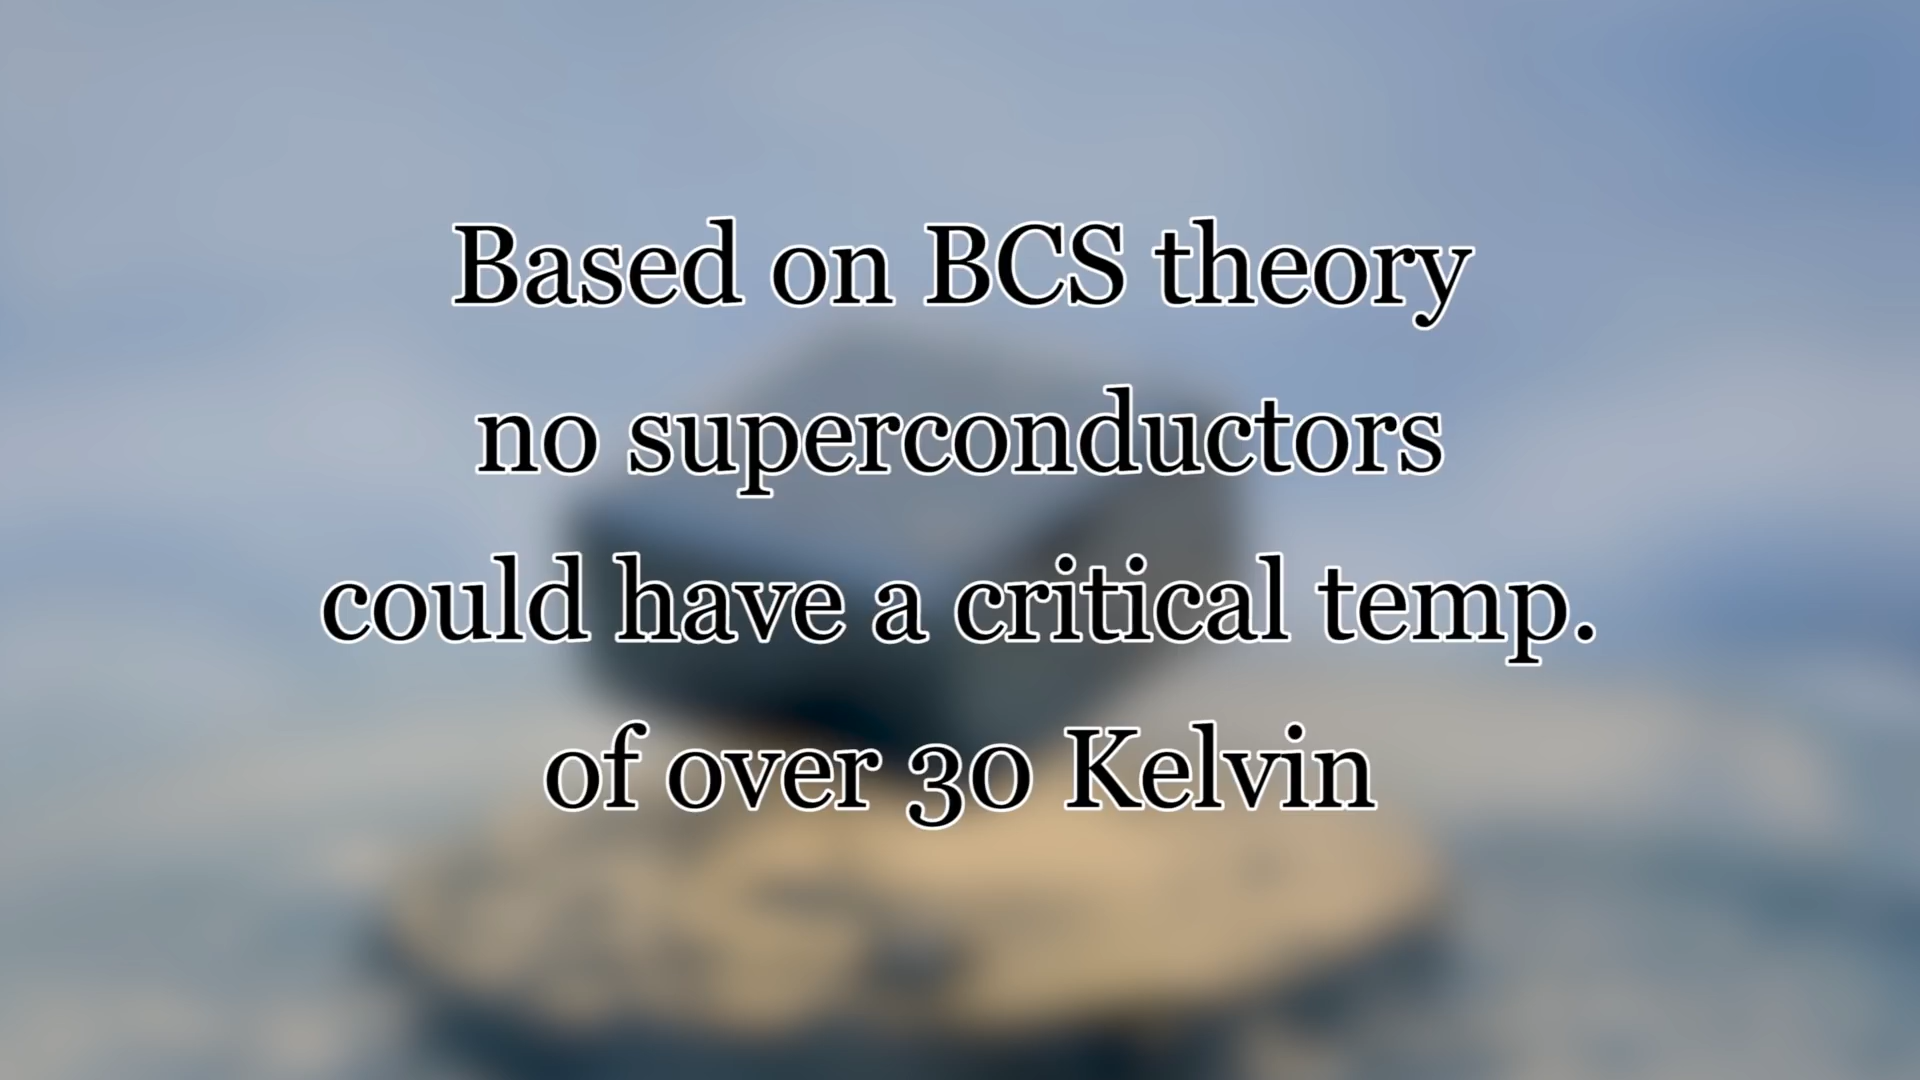 Based on BCS theory
no superconductors
could have a critical temp.
of over 30 Kelvin